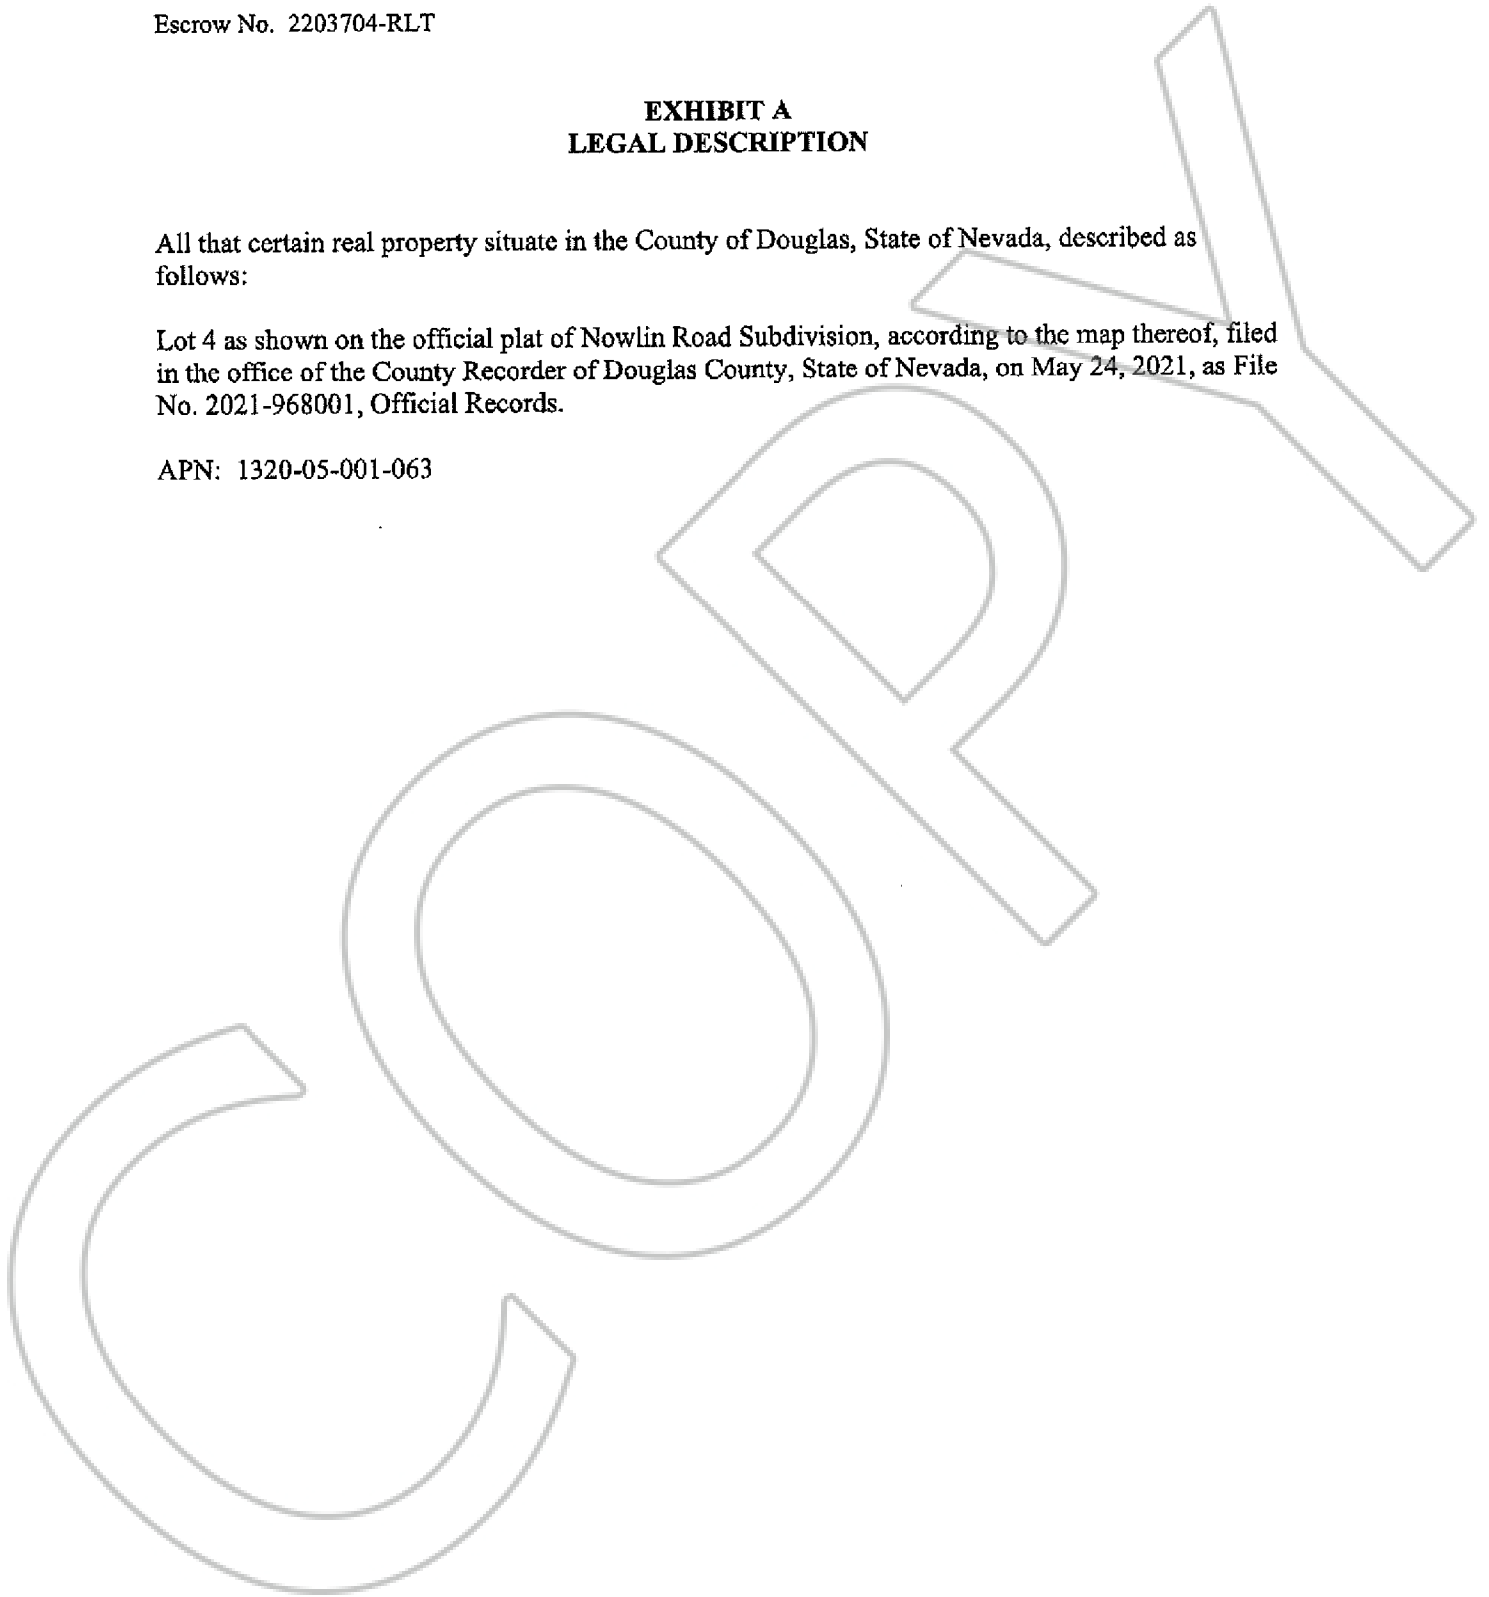 Escrow No. 2203704-RLT
EXHIBIT A
LEGAL DESCRIPTION
All that certain real property situate in the County of Douglas, State of Nevada, described as
follows:
Lot 4 as shown on the official plat of Nowlin Road Subdivision, according to the map thereof, filed
in the office of the County Recorder of Douglas County, State of Nevada, on May 24, 2021, as File
No. 2021-968001, Official Records.
APN: 1320-05-001-063
COPY